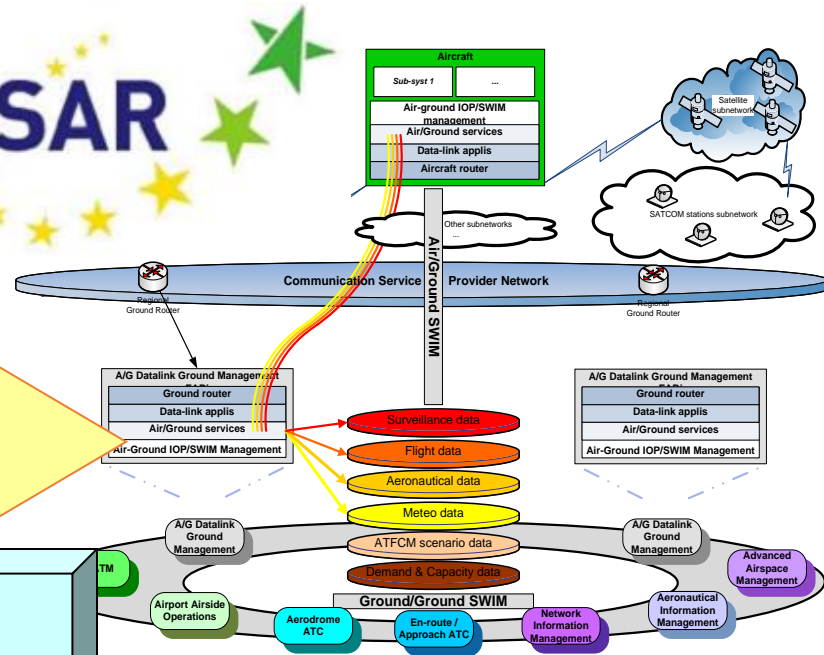 SAR
Aircraft
Sub-syst 1
...
Air-ground IOP/SWIM
management
Air/Ground services
Data-link applis
Aircraft router
Satellite
subnetwork
SATCOM stations subnetwork
Other subnetworks
...
Air/Ground SWIM
Communication Service Provider Network
Regional
Ground Router
Regional
Ground Router
A/G Datalink Ground Management
Ground router
Data-link applis
Air/Ground services
Air-Ground IOP/SWIM Management
A/G Datalink Ground Management
Ground router
Data-link applis
Air/Ground services
Air-Ground IOP/SWIM Management
Surveillance data
Flight data
Aeronautical data
Meteo data
ATFCM scenario data
Demand & Capacity data
Ground/Ground SWIM
A/G Datalink
Ground
Management
A/G Datalink
Ground
Management
TM
Airport Airside
Operations
Aerodrome
ATC
En-route /
Approach ATC
Network
Information
Management
Aeronautical
Information
Management
Advanced
Airspace
Management